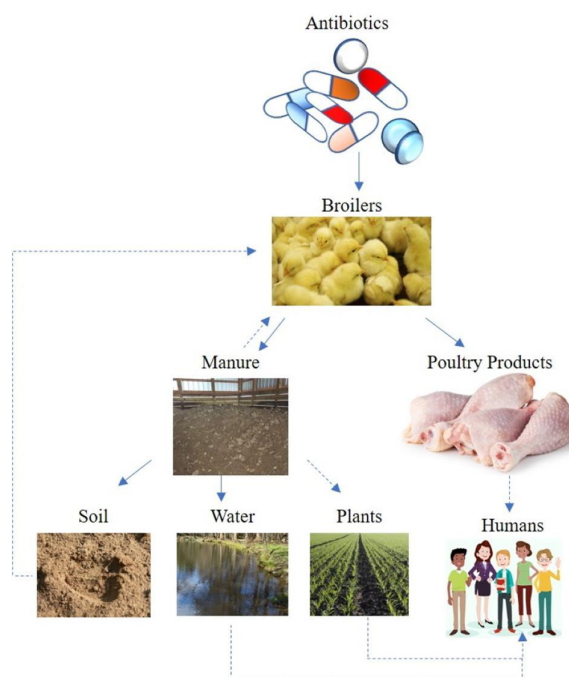 Antibiotics
Broilers
Manure
Poultry Products
Soil
Water
Plants
Humans